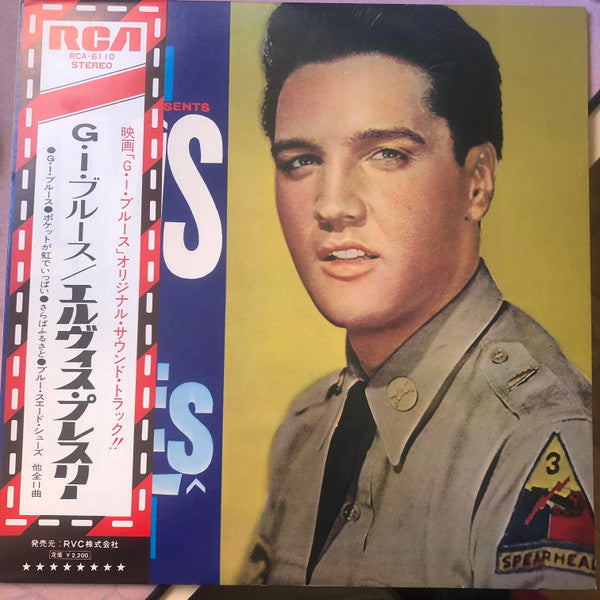 RCA
RCA-6110
STEREO
映画「G・I・ブルース」オリジナル・サウンド・トラック!!
G・I・ブルース/エルヴィス・プレスリー
●G・I・ブルース●ポケットが虹でいっぱい●さらばふるさと●ブルー・スエード・シューズ 他全11曲
発売元:RVC株式会社
定価 ¥2,200
SENTS
S
ES
3
SPEARHEAD